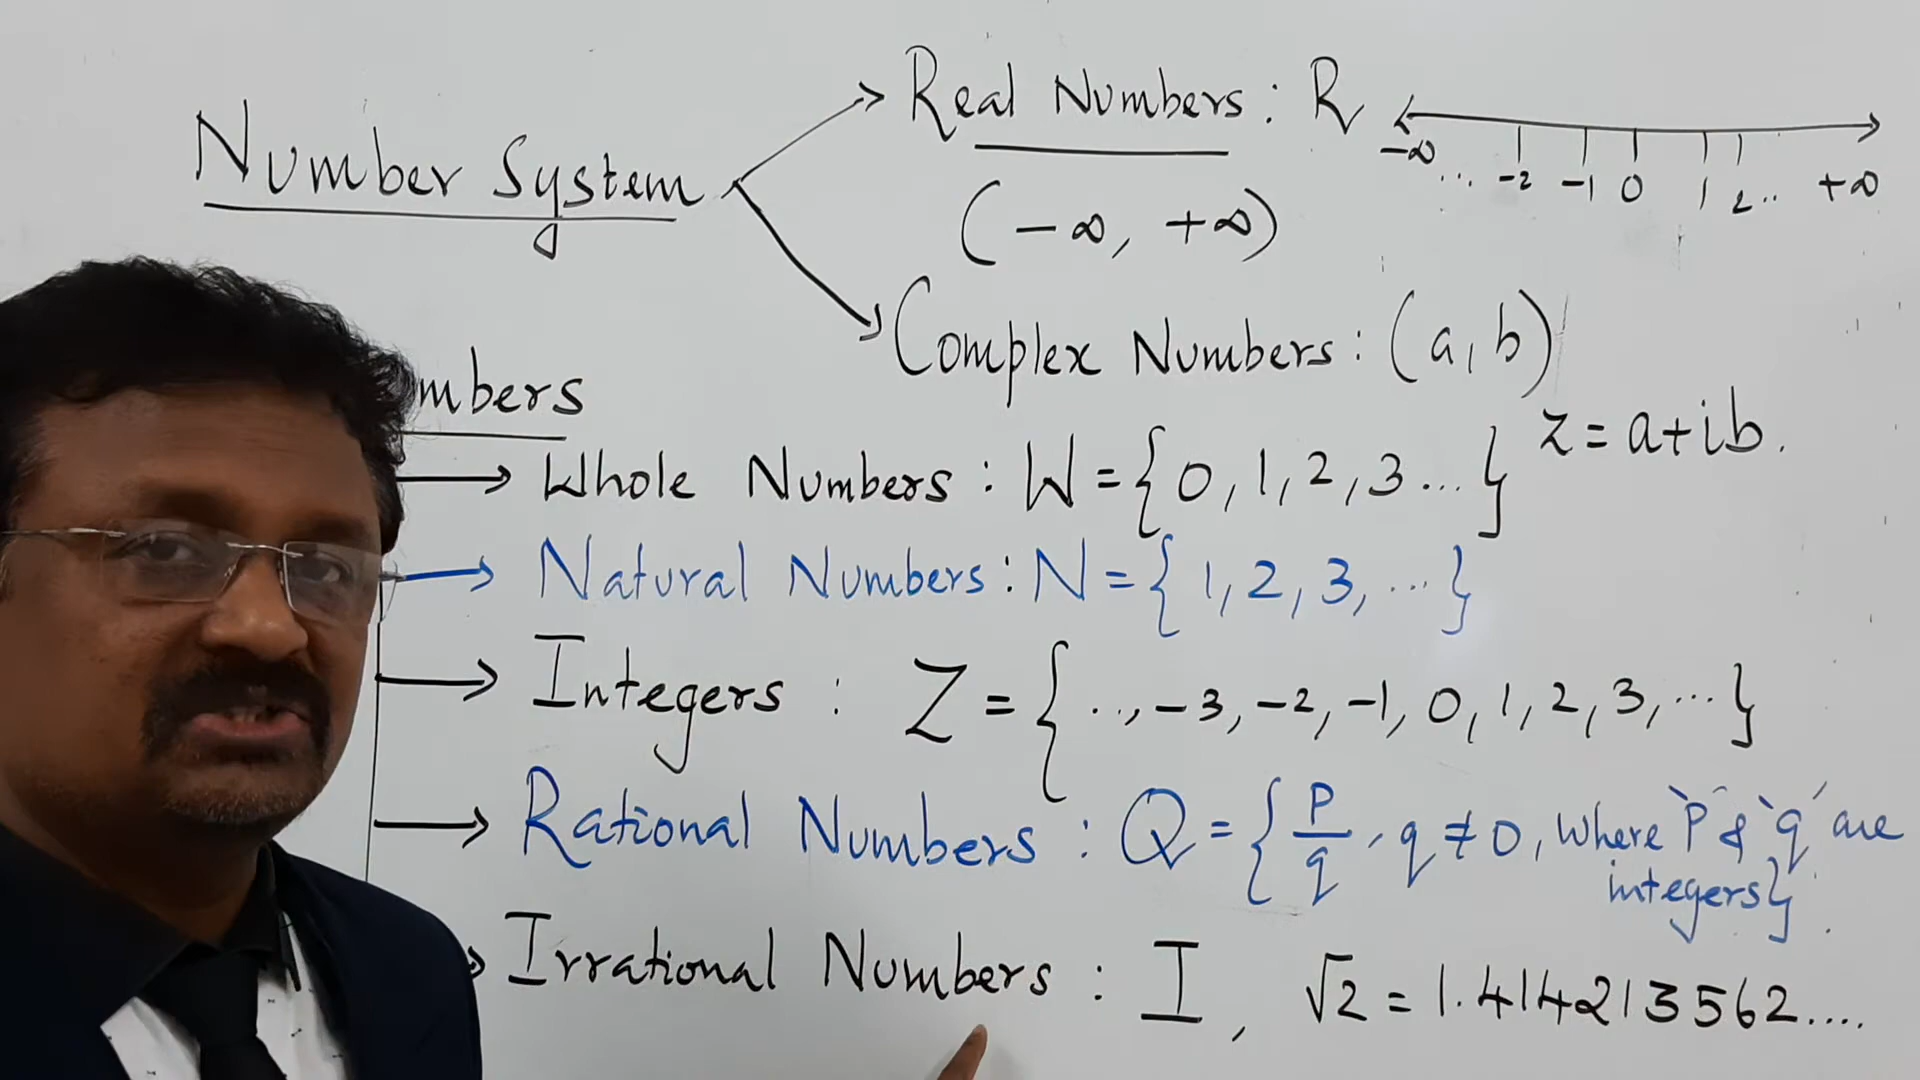 Number System
Real Numbers : R
-∞ ... -2 -1 0 1 2.. +∞
(-∞, +∞)
Complex Numbers : (a, b)
z = a+ib.
mbers
Whole Numbers : W = {0, 1, 2, 3 ... }
Natural Numbers : N = { 1, 2, 3, ... }
Integers : Z = { .., -3, -2, -1, 0, 1, 2, 3, ... }
Rational Numbers : Q = { p/q , q ≠ 0, where `p` & `q' are
integers}.
Irrational Numbers : I , √2 = 1.414213562....